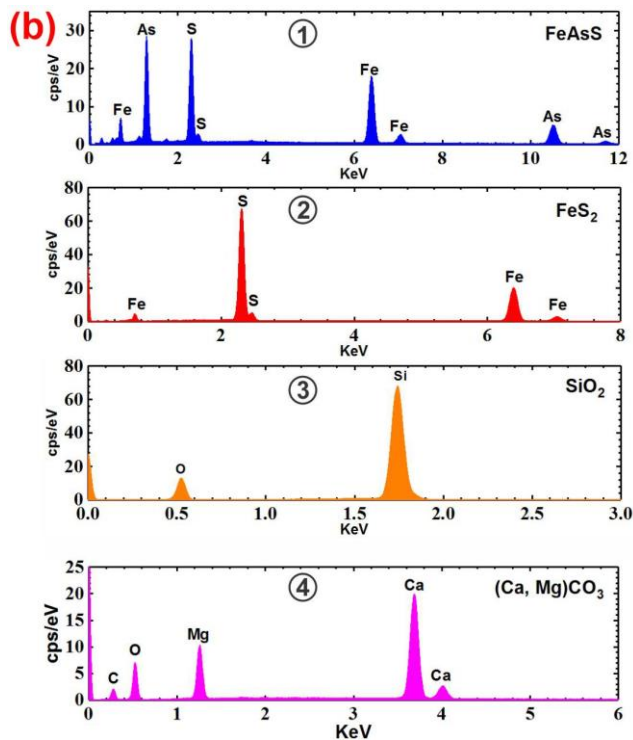 (b)
① FeAsS
cps/eV
30
20
10
0
Fe
As
S
S
Fe
Fe
As
As
0 2 4 6 8 10 12
KeV
② FeS₂
cps/eV
80
60
40
20
0
Fe
S
S
Fe
Fe
0 2 4 6 8
KeV
③ SiO₂
cps/eV
80
60
40
20
0
O
Si
0.0 0.5 1.0 1.5 2.0 2.5 3.0
KeV
④ (Ca, Mg)CO₃
cps/eV
25
20
15
10
5
0
C
O
Mg
Ca
Ca
0 1 2 3 4 5 6
KeV